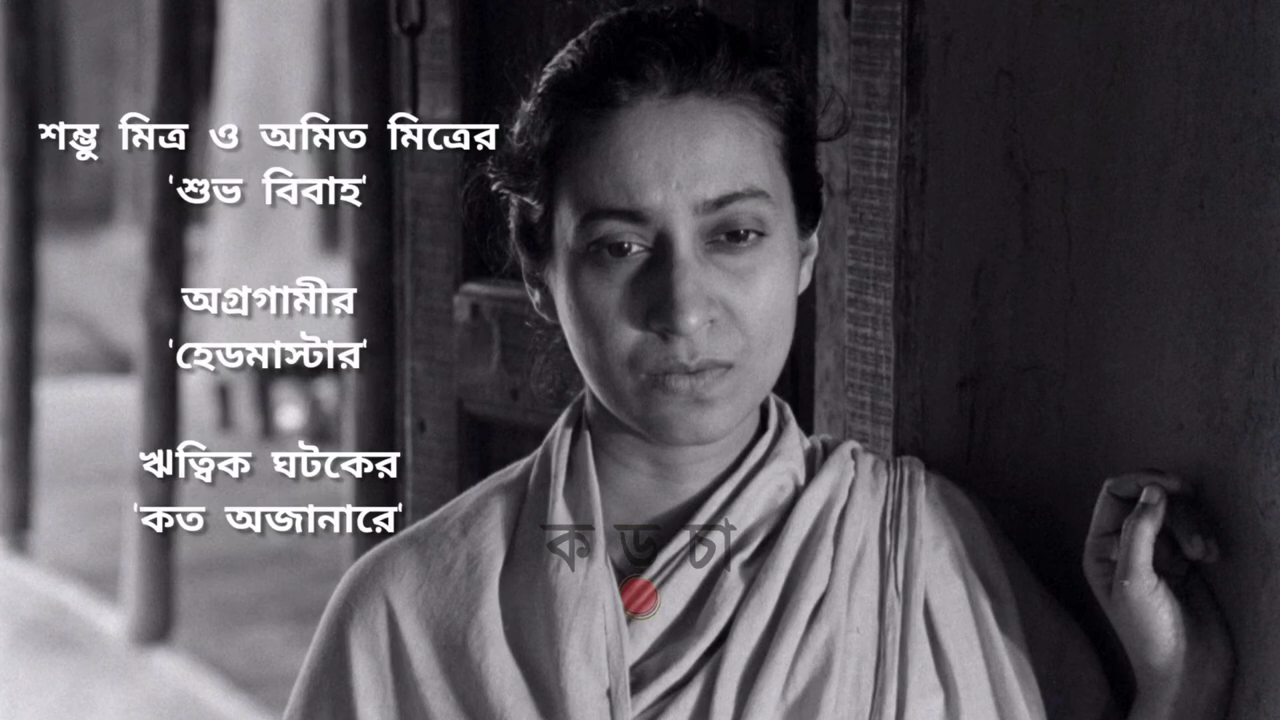 শম্ভু মিত্র ও অমিত মিত্রের
'শুভ বিবাহ'
অগ্রগামীর
'হেডমাস্টার'
ঋত্বিক ঘটকের
'কত অজানারে'
কড়চা